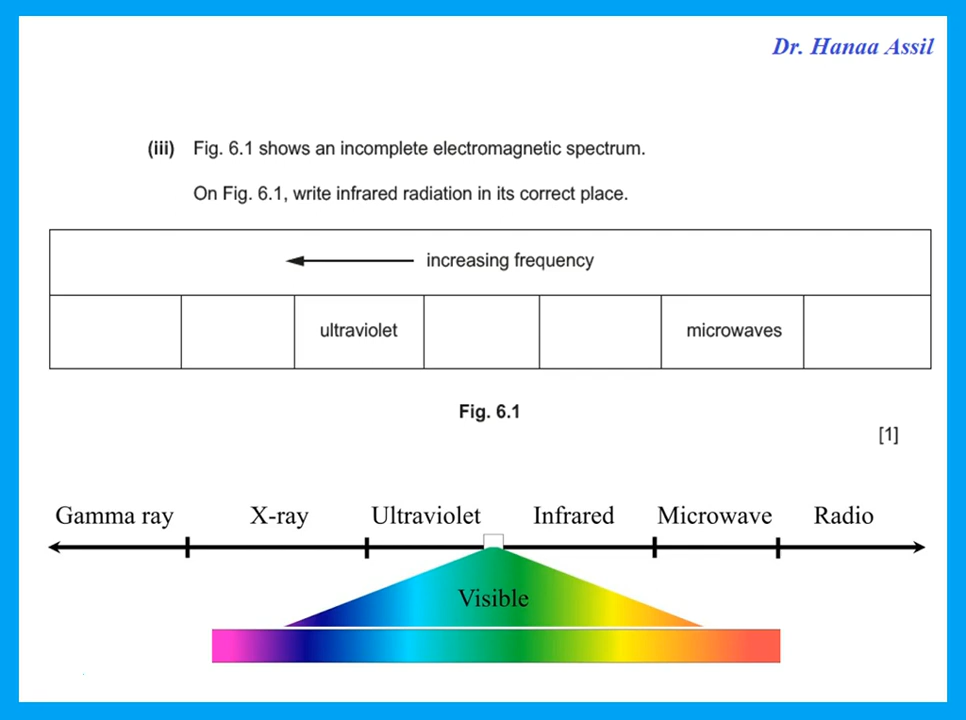 Dr. Hanaa Assil
(iii) Fig. 6.1 shows an incomplete electromagnetic spectrum.
On Fig. 6.1, write infrared radiation in its correct place.
increasing frequency
ultraviolet microwaves
Fig. 6.1
[1]
Gamma ray X-ray Ultraviolet Infrared Microwave Radio
Visible